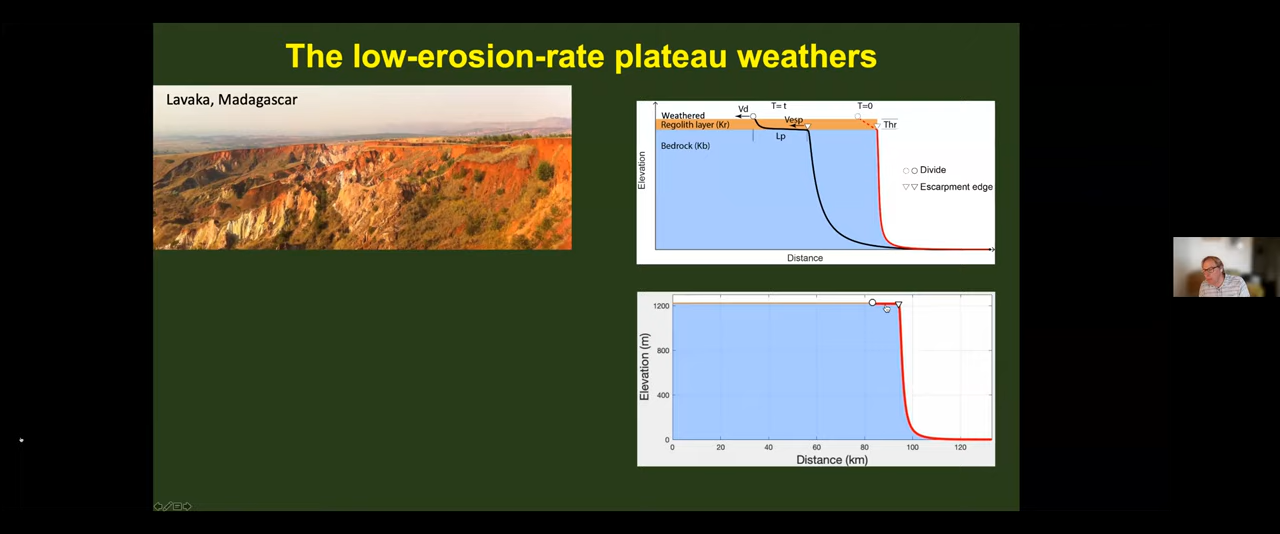 The low-erosion-rate plateau weathers
Lavaka, Madagascar
Vd
T= t
T=0
Weathered
Regolith layer (Kr)
Vesp
Thr
Lp
Bedrock (Kb)
Elevation
Divide
Escarpment edge
Distance
1200
800
400
0
Elevation (m)
0 20 40 60 80 100 120
Distance (km)